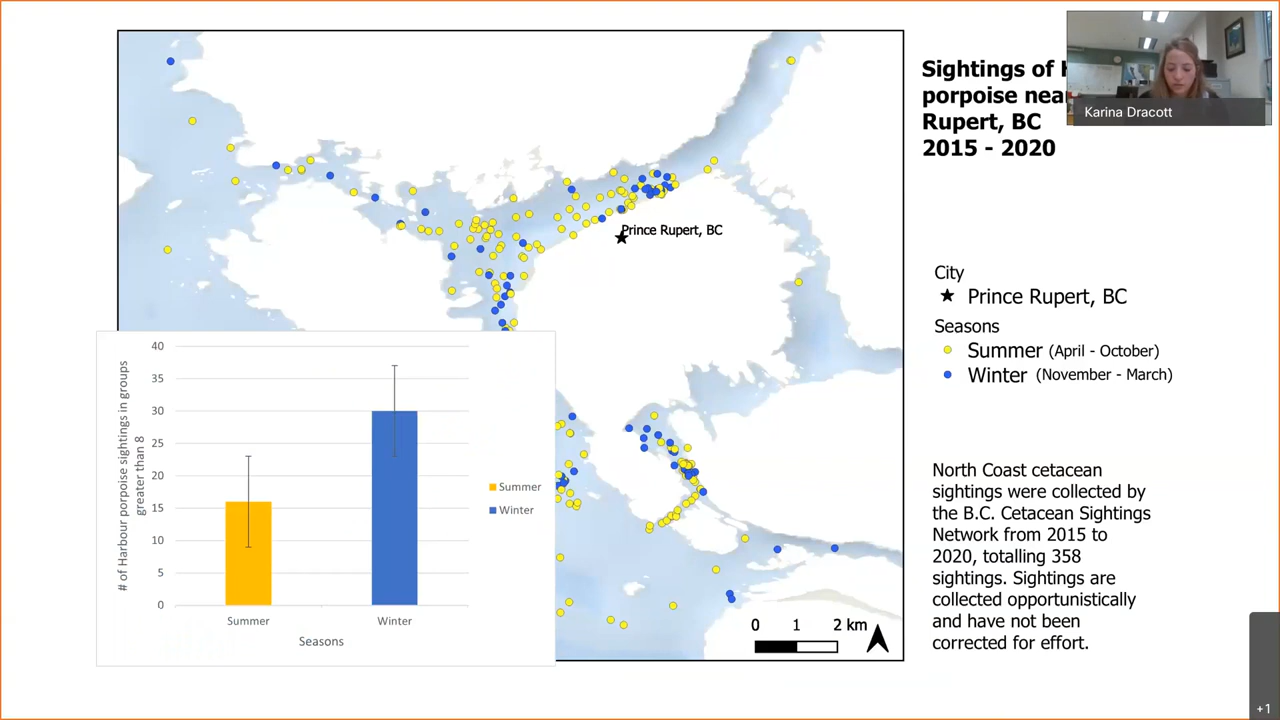 Sightings of
porpoise nea
Rupert, BC
2015 - 2020
Karina Dracott
Prince Rupert, BC
City
Prince Rupert, BC
Seasons
Summer (April - October)
Winter (November - March)
North Coast cetacean
sightings were collected by
the B.C. Cetacean Sightings
Network from 2015 to
2020, totalling 358
sightings. Sightings are
collected opportunistically
and have not been
corrected for effort.
0 1 2 km
# of Harbour porpoise sightings in groups
greater than 8
40
35
30
25
20
15
10
5
0
Summer
Winter
Seasons
Summer
Winter
+1